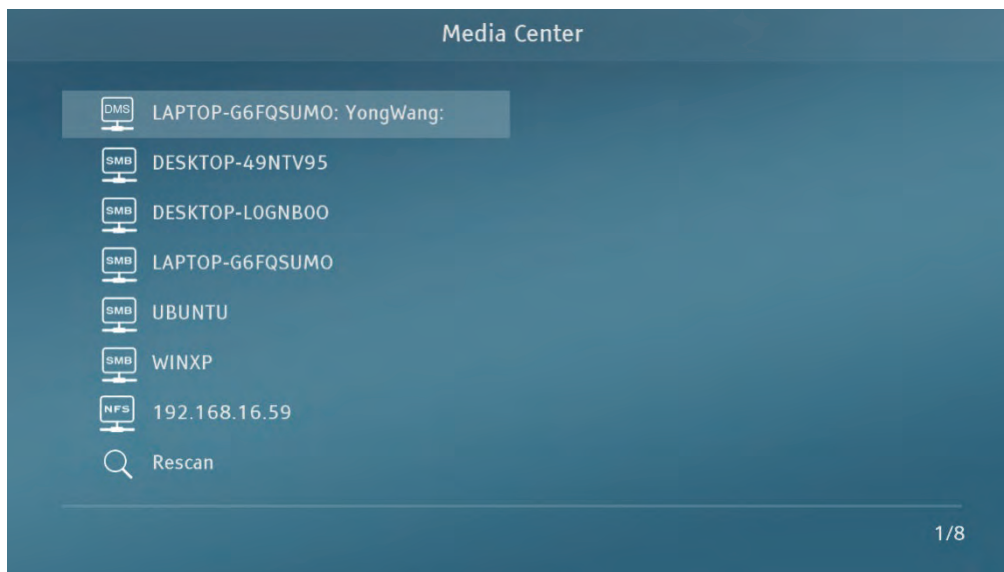 Media Center
DMS LAPTOP-G6FQSUMO: YongWang:
SMB DESKTOP-49NTV95
SMB DESKTOP-L0GNB0O
SMB LAPTOP-G6FQSUMO
SMB UBUNTU
SMB WINXP
NFS 192.168.16.59
Rescan
1/8